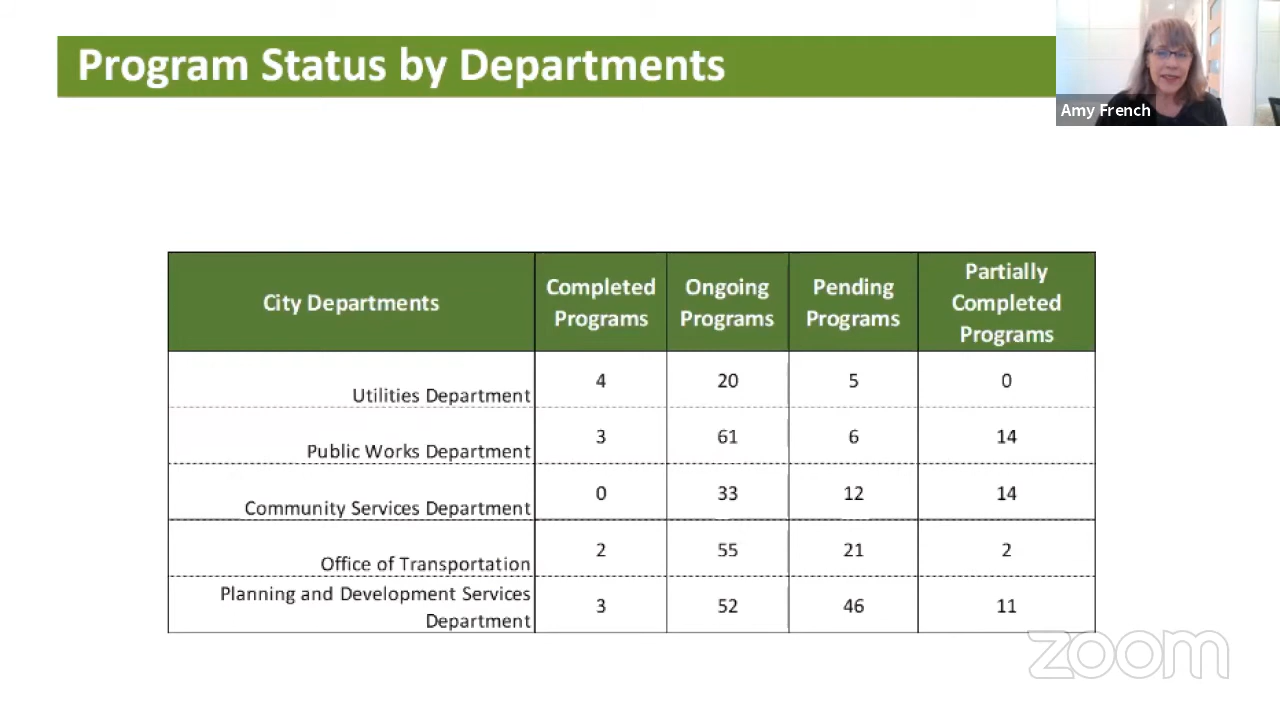 Program Status by Departments
Amy French
City Departments
Completed
Programs
Ongoing
Programs
Pending
Programs
Partially
Completed
Programs
Utilities Department
4
20
5
0
Public Works Department
3
61
6
14
Community Services Department
0
33
12
14
Office of Transportation
2
55
21
2
Planning and Development Services
Department
3
52
46
11
zoom